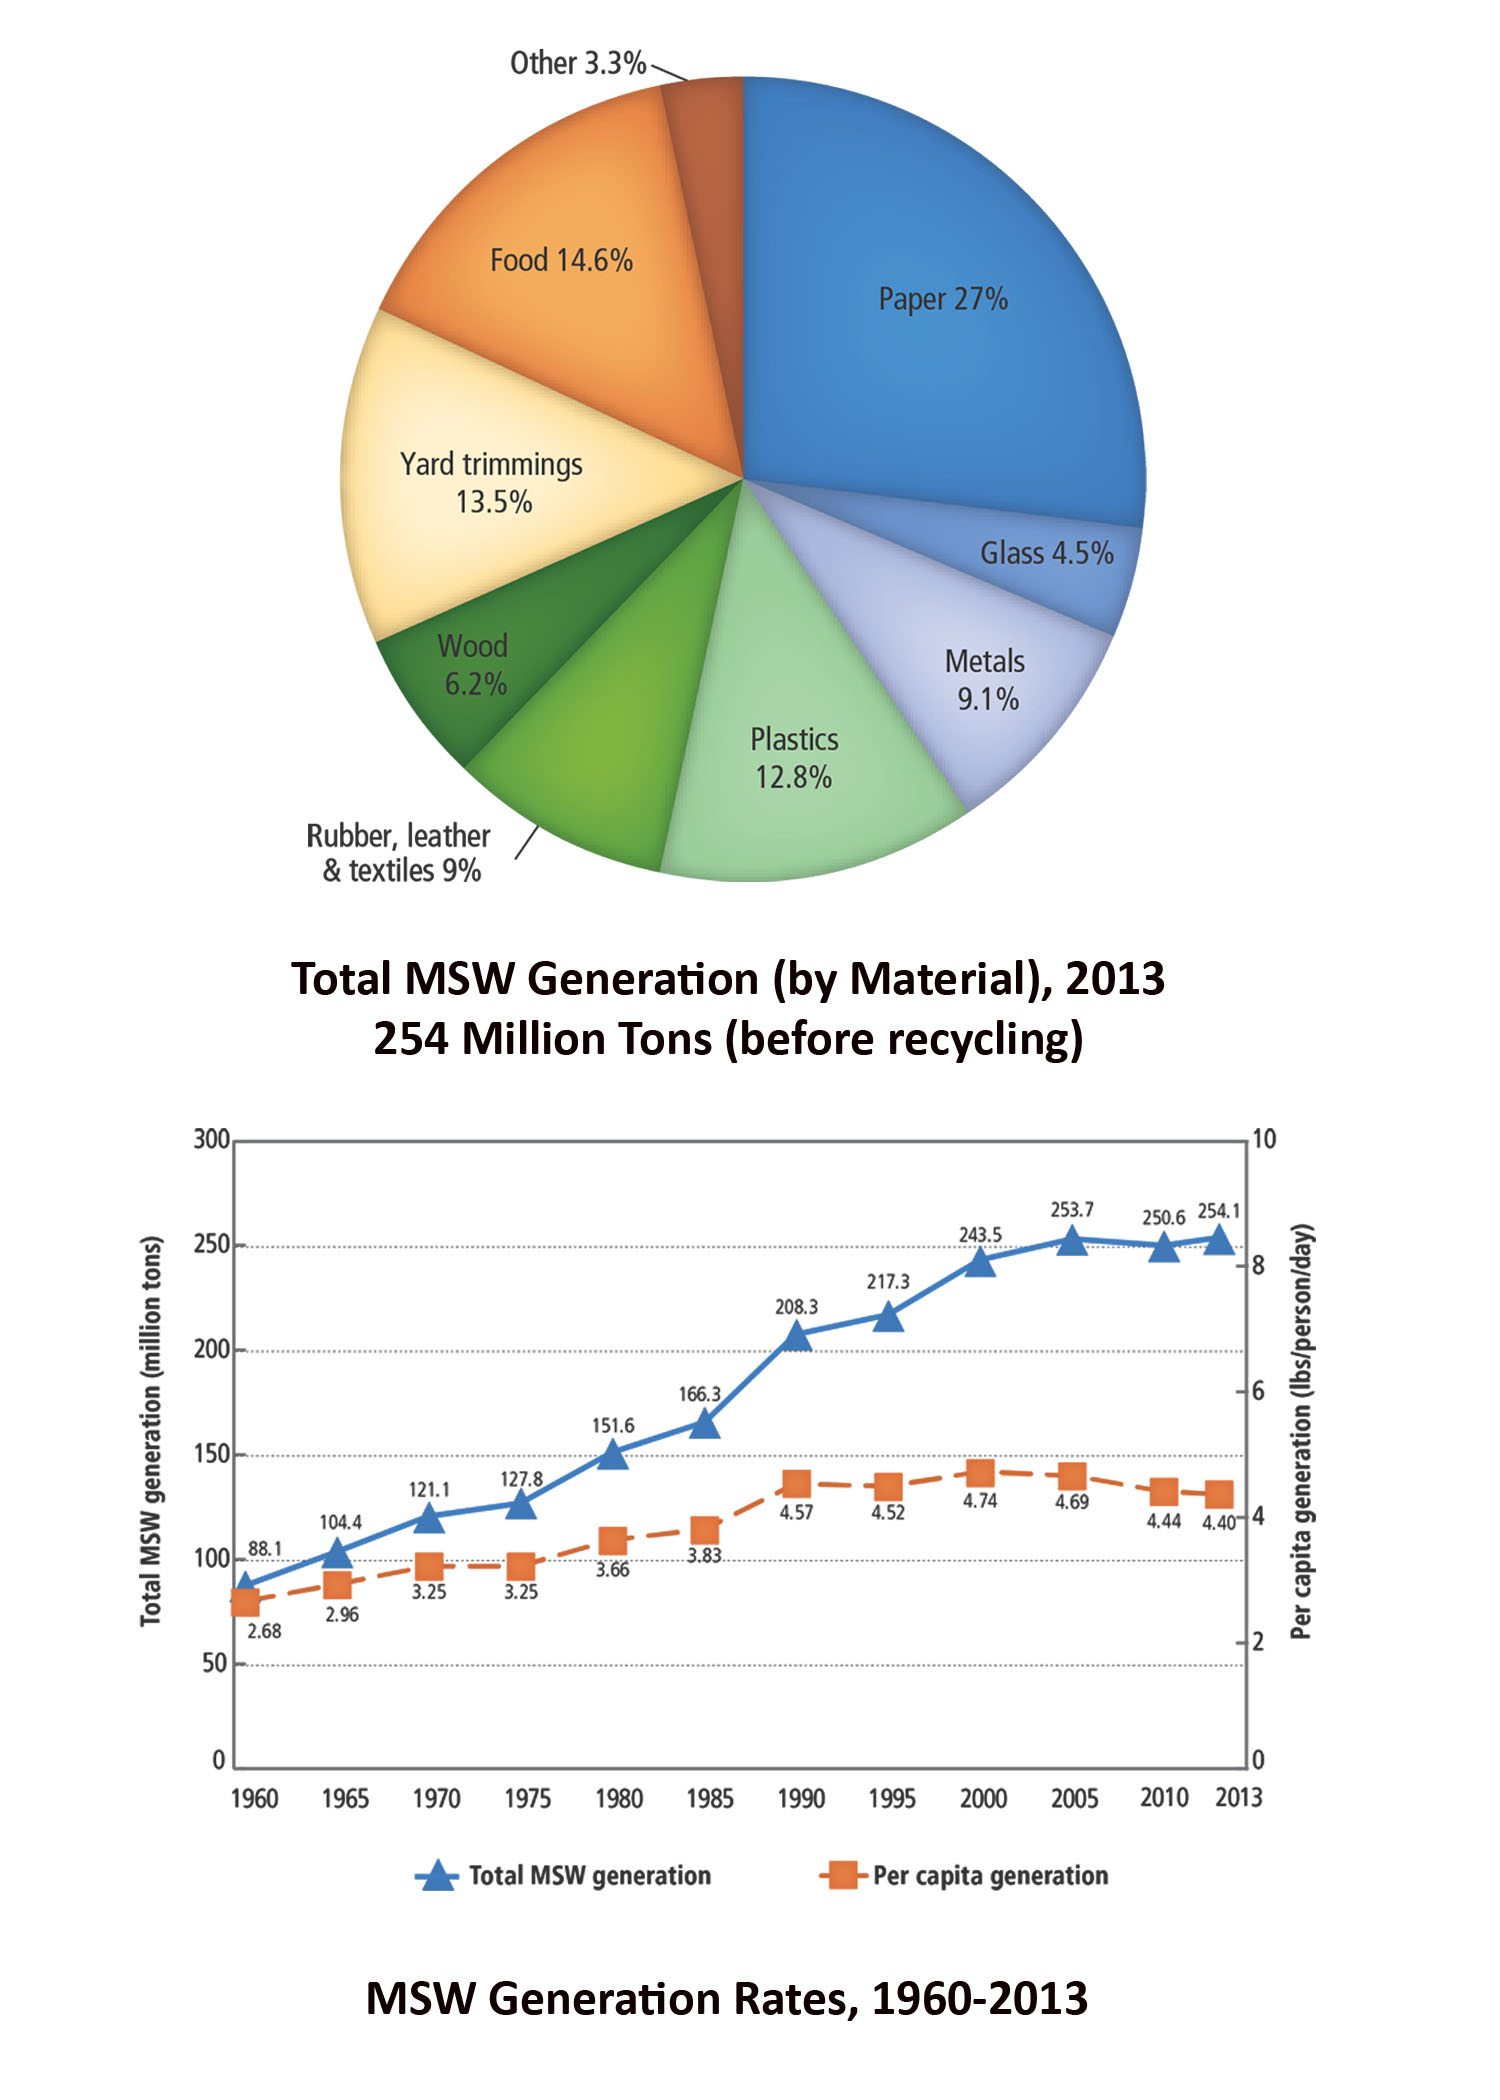 Other 3.3%
Paper 27%
Food 14.6%
Yard trimmings
13.5%
Glass 4.5%
Wood
6.2%
Metals
9.1%
Plastics
12.8%
Rubber, leather
& textiles 9%
Total MSW Generation (by Material), 2013
254 Million Tons (before recycling)
Total MSW generation (million tons)
300
250
200
150
100
50
0
88.1
104.4
121.1
127.8
151.6
166.3
208.3
217.3
243.5
253.7
250.6
254.1
2.68
2.96
3.25
3.25
3.66
3.83
4.57
4.52
4.74
4.69
4.44
4.40
10
8
6
4
2
0
Per capita generation (lbs/person/day)
1960 1965 1970 1975 1980 1985 1990 1995 2000 2005 2010 2013
Total MSW generation Per capita generation
MSW Generation Rates, 1960-2013